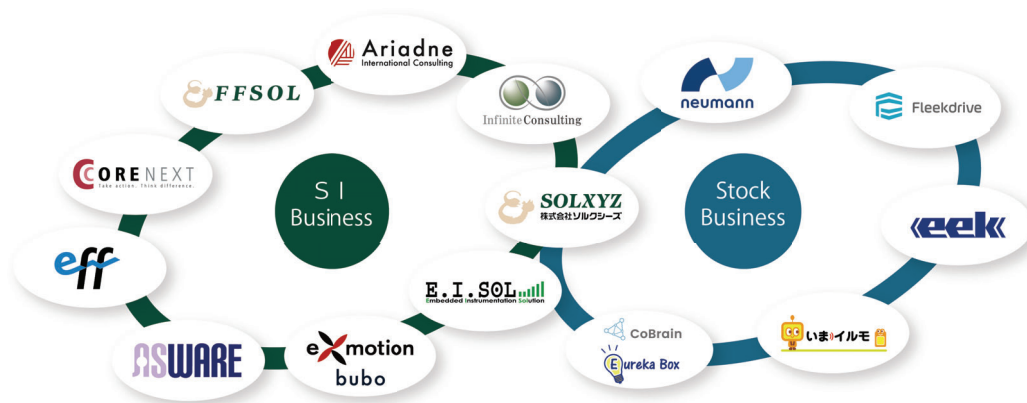 Ariadne
International Consulting
FFSOL
InfiniteConsulting
neumann
Fleekdrive
CORENEXT
Take action. Think difference.
S I
Business
SOLXYZ
株式会社ソルクシーズ
Stock
Business
eek
eff
E.I.SOL
Embedded Instrumentation Solution
CoBrain
Eureka Box
いまイルモ
ASWARE
eXmotion
bubo